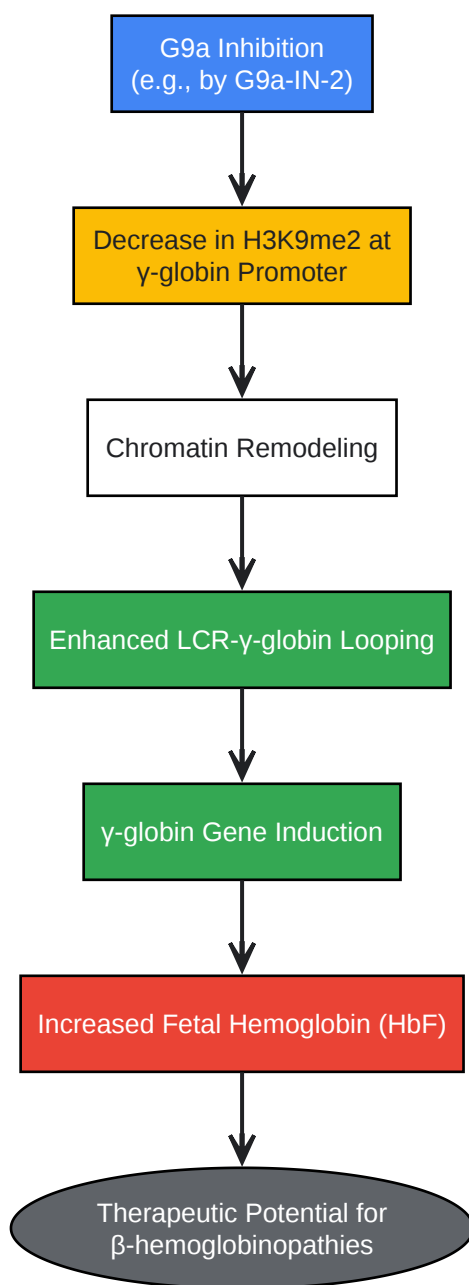 G9a Inhibition
(e.g., by G9a-IN-2)
Decrease in H3K9me2 at
γ-globin Promoter
Chromatin Remodeling
Enhanced LCR-γ-globin Looping
γ-globin Gene Induction
Increased Fetal Hemoglobin (HbF)
Therapeutic Potential for
β-hemoglobinopathies